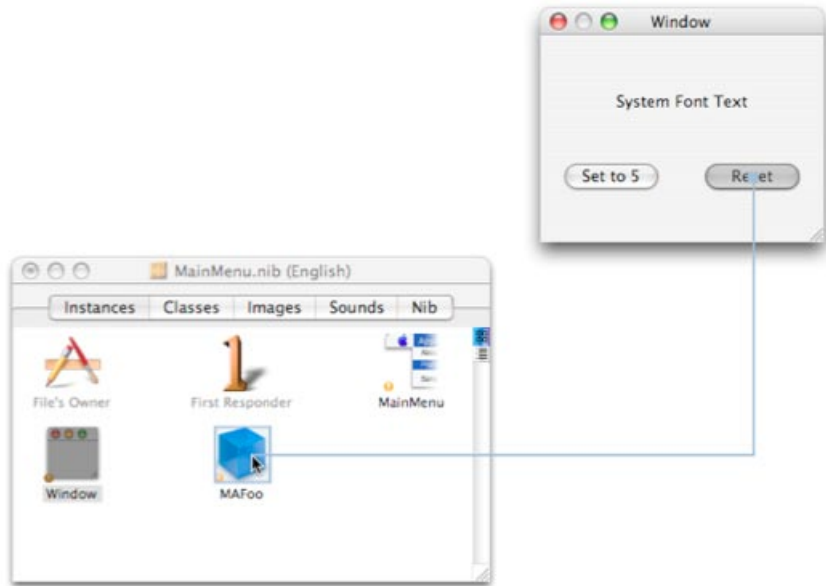 Window
System Font Text
Set to 5
Reset
MainMenu.nib (English)
Instances Classes Images Sounds Nib
File's Owner First Responder MainMenu
Window MAFoo